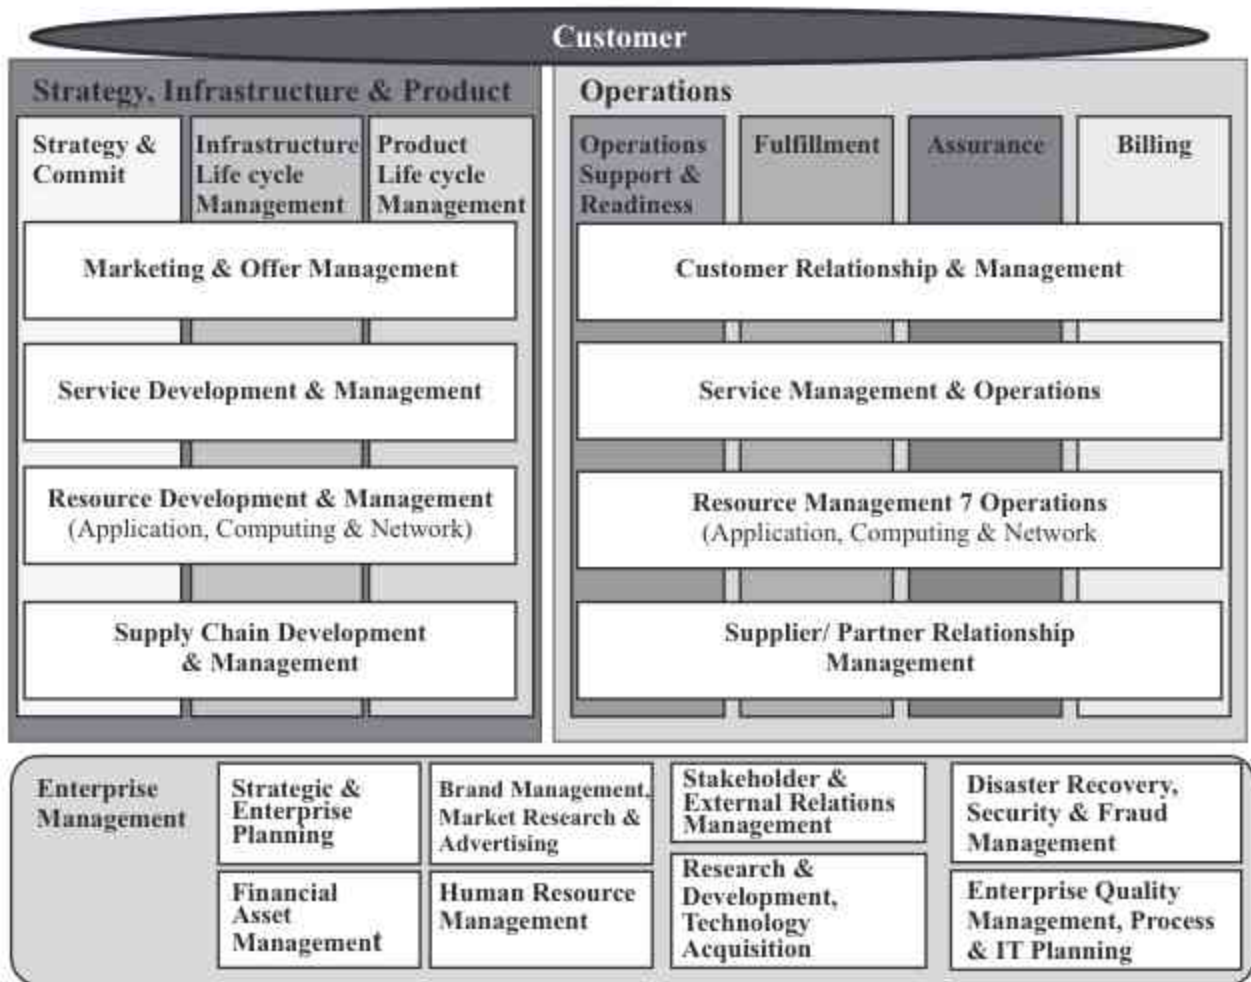 Customer
Strategy, Infrastructure & Product
Strategy &
Commit
Infrastructure
Life cycle
Management
Product
Life cycle
Management
Marketing & Offer Management
Service Development & Management
Resource Development & Management
(Application, Computing & Network)
Supply Chain Development
& Management
Operations
Operations
Support &
Readiness
Fulfillment
Assurance
Billing
Customer Relationship & Management
Service Management & Operations
Resource Management 7 Operations
(Application, Computing & Network
Supplier/ Partner Relationship
Management
Enterprise
Management
Strategic &
Enterprise
Planning
Brand Management,
Market Research &
Advertising
Stakeholder &
External Relations
Management
Disaster Recovery,
Security & Fraud
Management
Financial
Asset
Management
Human Resource
Management
Research &
Development,
Technology
Acquisition
Enterprise Quality
Management, Process
& IT Planning